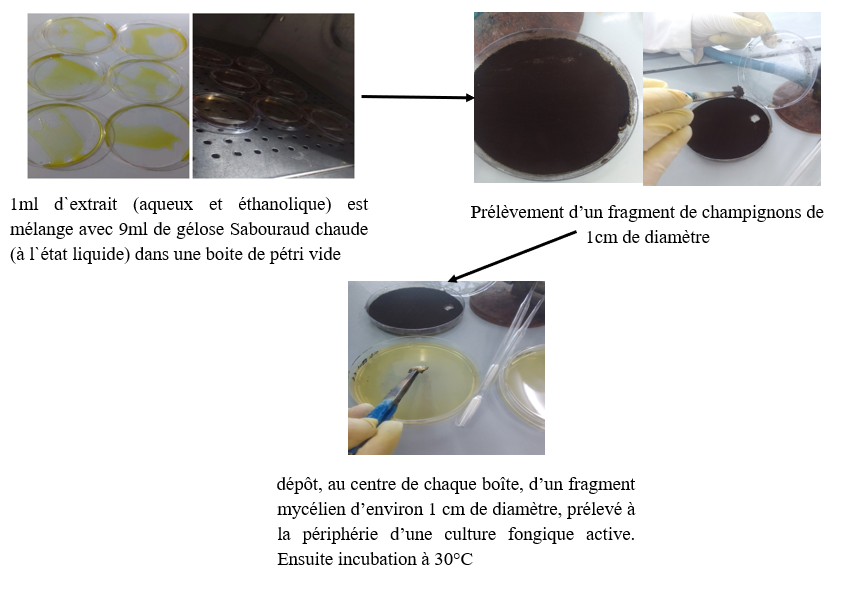 1ml d`extrait (aqueux et éthanolique) est
mélange avec 9ml de gélose Sabouraud chaude
(à l`état liquide) dans une boite de pétri vide
Prélèvement d’un fragment de champignons de
1cm de diamètre
dépôt, au centre de chaque boîte, d’un fragment
mycélien d’environ 1 cm de diamètre, prélevé à
la périphérie d’une culture fongique active.
Ensuite incubation à 30°C